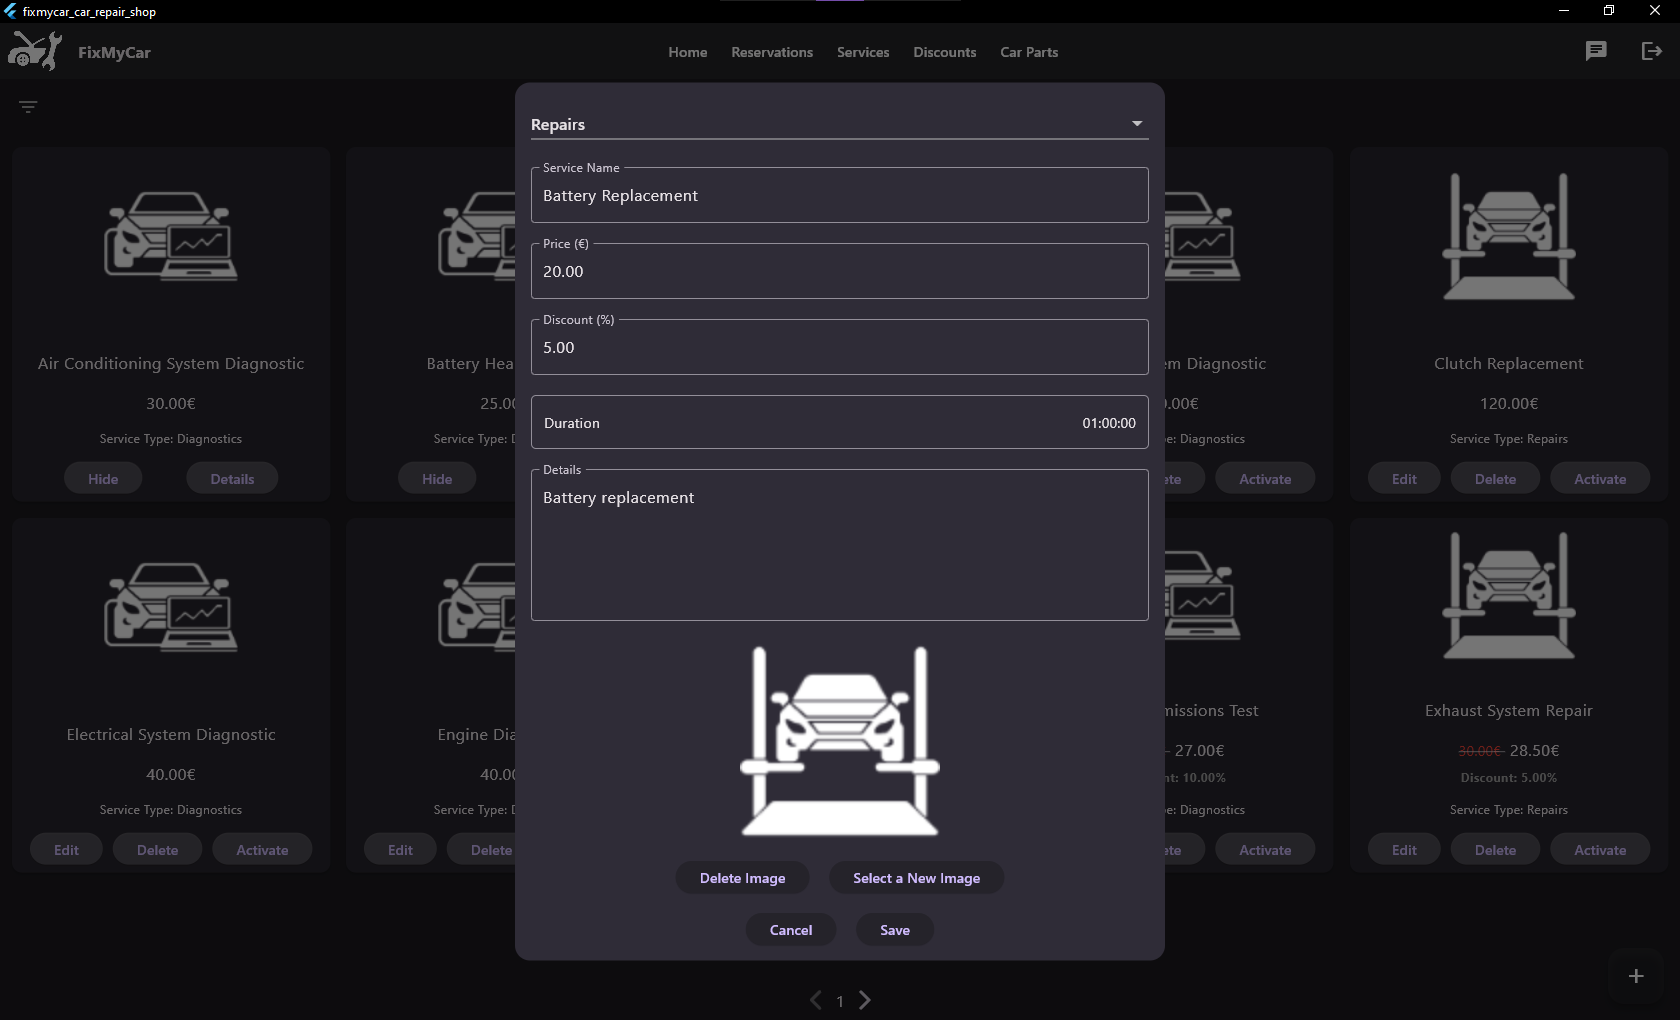 fixmycar_car_repair_shop
FixMyCar
Home Reservations Services Discounts Car Parts
Repairs
Service Name
Battery Replacement
Price (€)
20.00
Discount (%)
5.00
Duration 01:00:00
Details
Battery replacement
Delete Image Select a New Image
Cancel Save
Air Conditioning System Diagnostic
30.00€
Service Type: Diagnostics
Hide Details
Battery Hea
25.0
Service Type:
Hide
m Diagnostic
.00€
e: Diagnostics
te Activate
Clutch Replacement
120.00€
Service Type: Repairs
Edit Delete Activate
Electrical System Diagnostic
40.00€
Service Type: Diagnostics
Edit Delete Activate
Engine Dia
40.0
Service Type:
Edit Delete
missions Test
27.00€
nt: 10.00%
e: Diagnostics
te Activate
Exhaust System Repair
30.00€ 28.50€
Discount: 5.00%
Service Type: Repairs
Edit Delete Activate
1